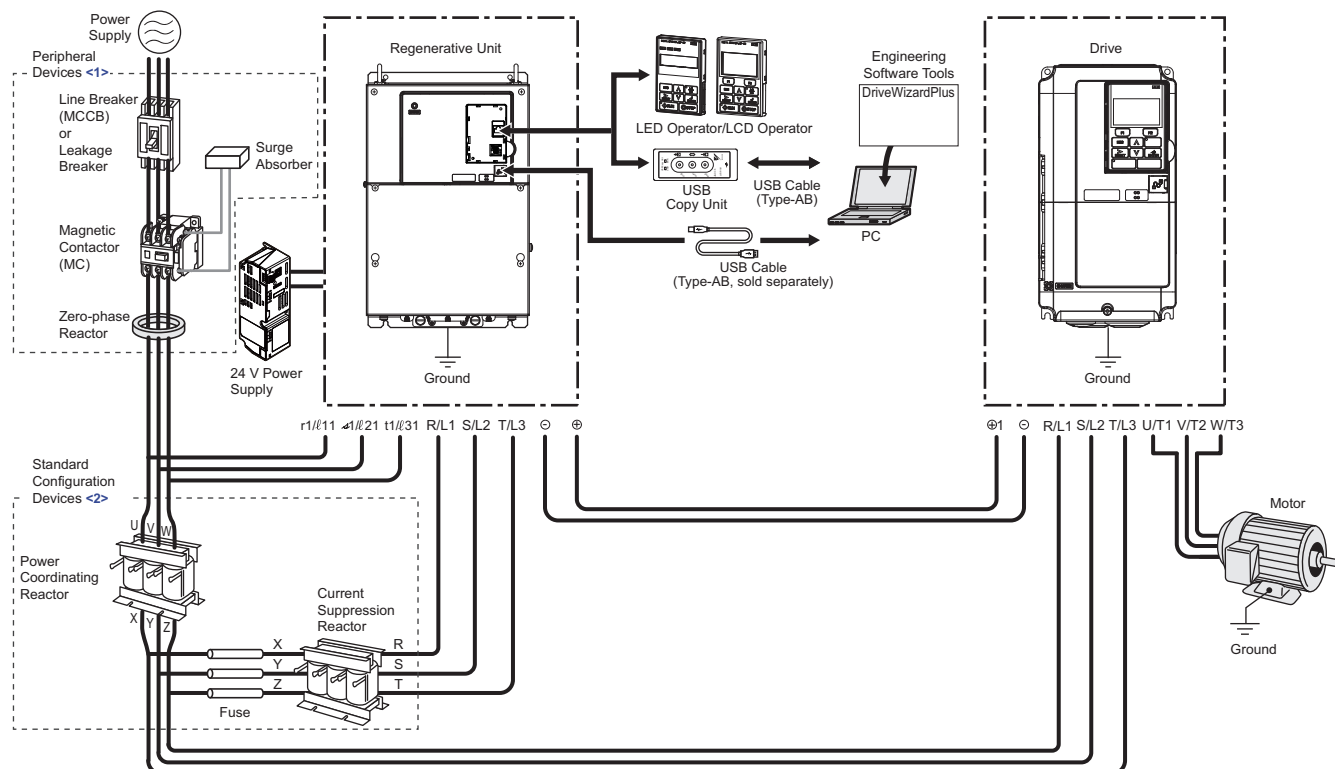 Power
Supply
Peripheral
Devices <1>
Line Breaker
(MCCB)
or
Leakage
Breaker
Surge
Absorber
Magnetic
Contactor
(MC)
Zero-phase
Reactor
24 V Power
Supply
Regenerative Unit
Ground
LED Operator/LCD Operator
USB
Copy Unit
USB Cable
(Type-AB)
USB Cable
(Type-AB, sold separately)
Engineering
Software Tools
DriveWizardPlus
PC
Drive
Ground
r1/ℓ11 1/ℓ21 t1/ℓ31 R/L1 S/L2 T/L3 ⊖ ⊕
⊕1 ⊖ R/L1 S/L2 T/L3 U/T1 V/T2 W/T3
Standard
Configuration
Devices <2>
U V W
Power
Coordinating
Reactor
X Y Z
Current
Suppression
Reactor
X R
Y S
Z T
Fuse
Motor
Ground